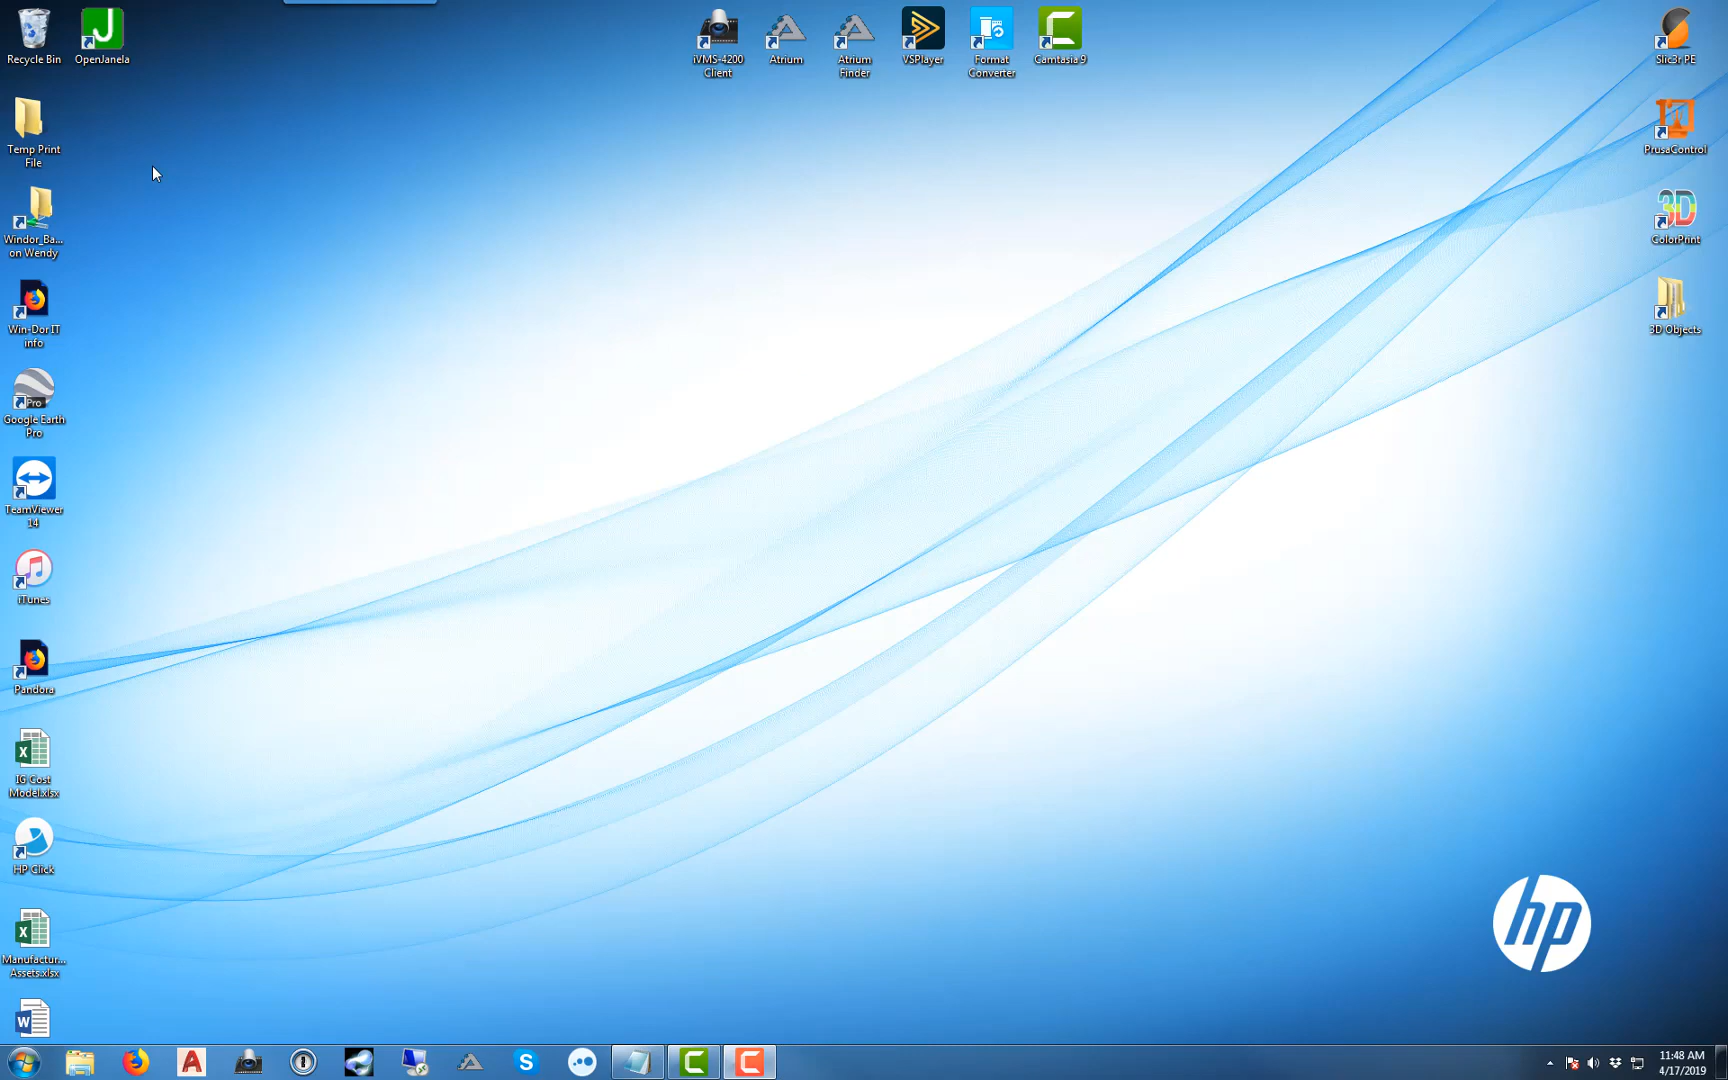 Recycle Bin
OpenJanela
iVMS-4200
Client
Atrium
Atrium
Finder
VSPlayer
Format
Converter
Camtasia 9
Slic3r PE
Temp Print
File
PrusaControl
Windor_Ba...
on Wendy
3D
ColorPrint
Win-Dor IT
info
3D Objects
Pro
Google Earth
Pro
TeamViewer
14
iTunes
Pandora
IG Cost
Model.xlsx
HP Click
hp
Manufactur...
Assets.xlsx
11:48 AM
4/17/2019